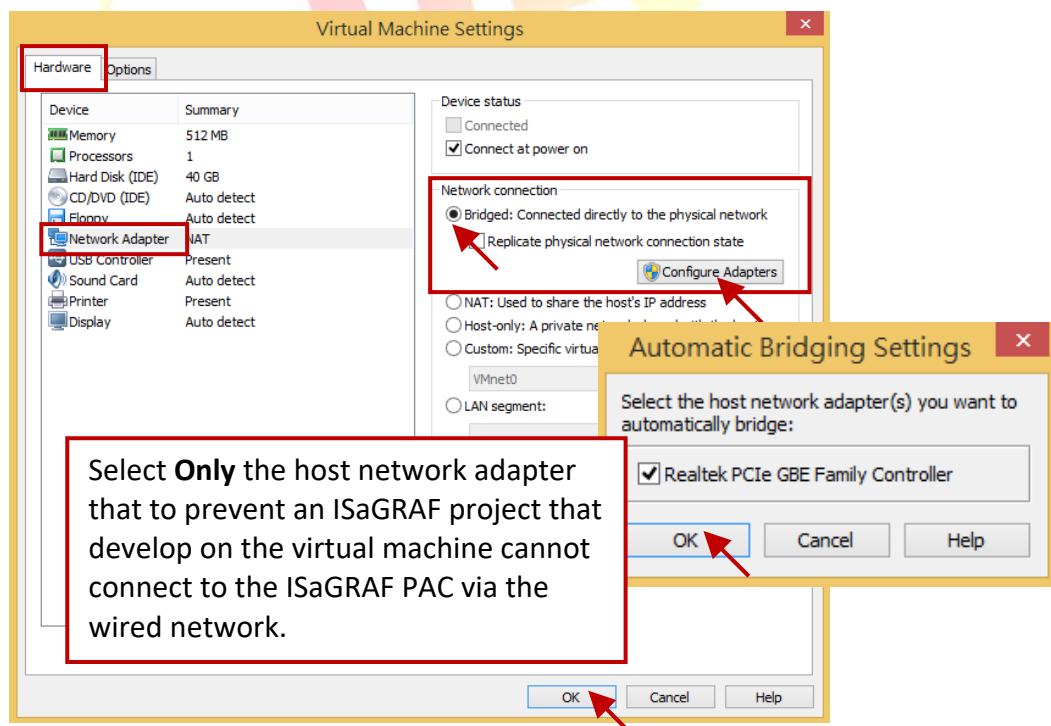 Virtual Machine Settings
Hardware Options
Device Summary
Memory 512 MB
Processors 1
Hard Disk (IDE) 40 GB
CD/DVD (IDE) Auto detect
Floppy Auto detect
Network Adapter NAT
USB Controller Present
Sound Card Auto detect
Printer Present
Display Auto detect
Device status
Connected
Connect at power on
Network connection
Bridged: Connected directly to the physical network
Replicate physical network connection state
Configure Adapters
NAT: Used to share the host's IP address
Host-only: A private
Custom: Specific
VMnet0
LAN segment:
Automatic Bridging Settings
Select the host network adapter(s) you want to
automatically bridge:
Realtek PCIe GBE Family Controller
OK Cancel Help
Select Only the host network adapter
that to prevent an ISaGRAF project that
develop on the virtual machine cannot
connect to the ISaGRAF PAC via the
wired network.
OK Cancel Help